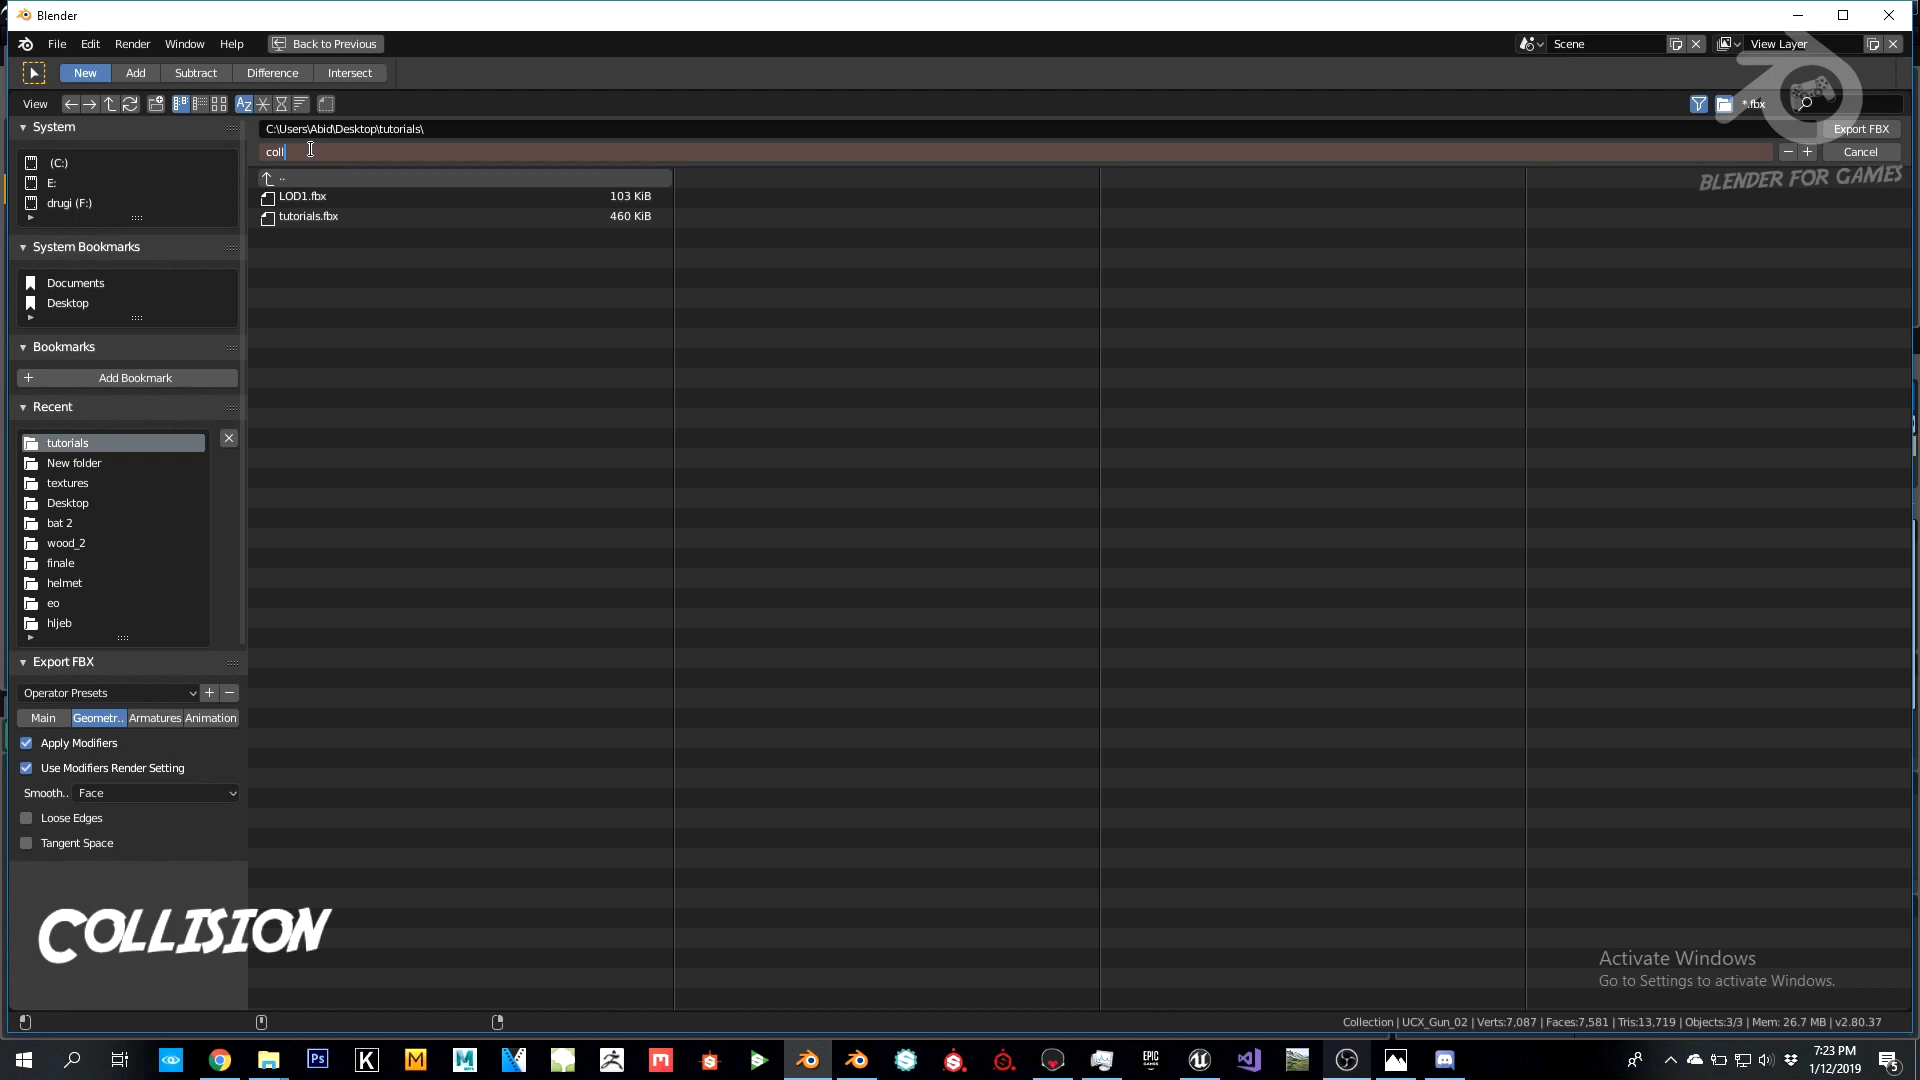 Blender
File Edit Render Window Help Back to Previous Scene View Layer
New Add Subtract Difference Intersect
View *.fbx
System C:\Users\Abid\Desktop\tutorials\ Export FBX
coll Cancel
(C:) ..
E: LOD1.fbx 103 KiB
drugi (F:) tutorials.fbx 460 KiB
BLENDER FOR GAMES
System Bookmarks
Documents
Desktop
Bookmarks
Add Bookmark
Recent
tutorials
New folder
textures
Desktop
bat 2
wood_2
finale
helmet
eo
hljeb
Export FBX
Operator Presets
Main Geometr.. Armatures Animation
Apply Modifiers
Use Modifiers Render Setting
Smooth.. Face
Loose Edges
Tangent Space
COLLISION
Activate Windows
Go to Settings to activate Windows.
Collection | UCX_Gun_02 | Verts:7,087 | Faces:7,581 | Tris:13,719 | Objects:3/3 | Mem: 26.7 MB | v2.80.37
7:23 PM
1/12/2019